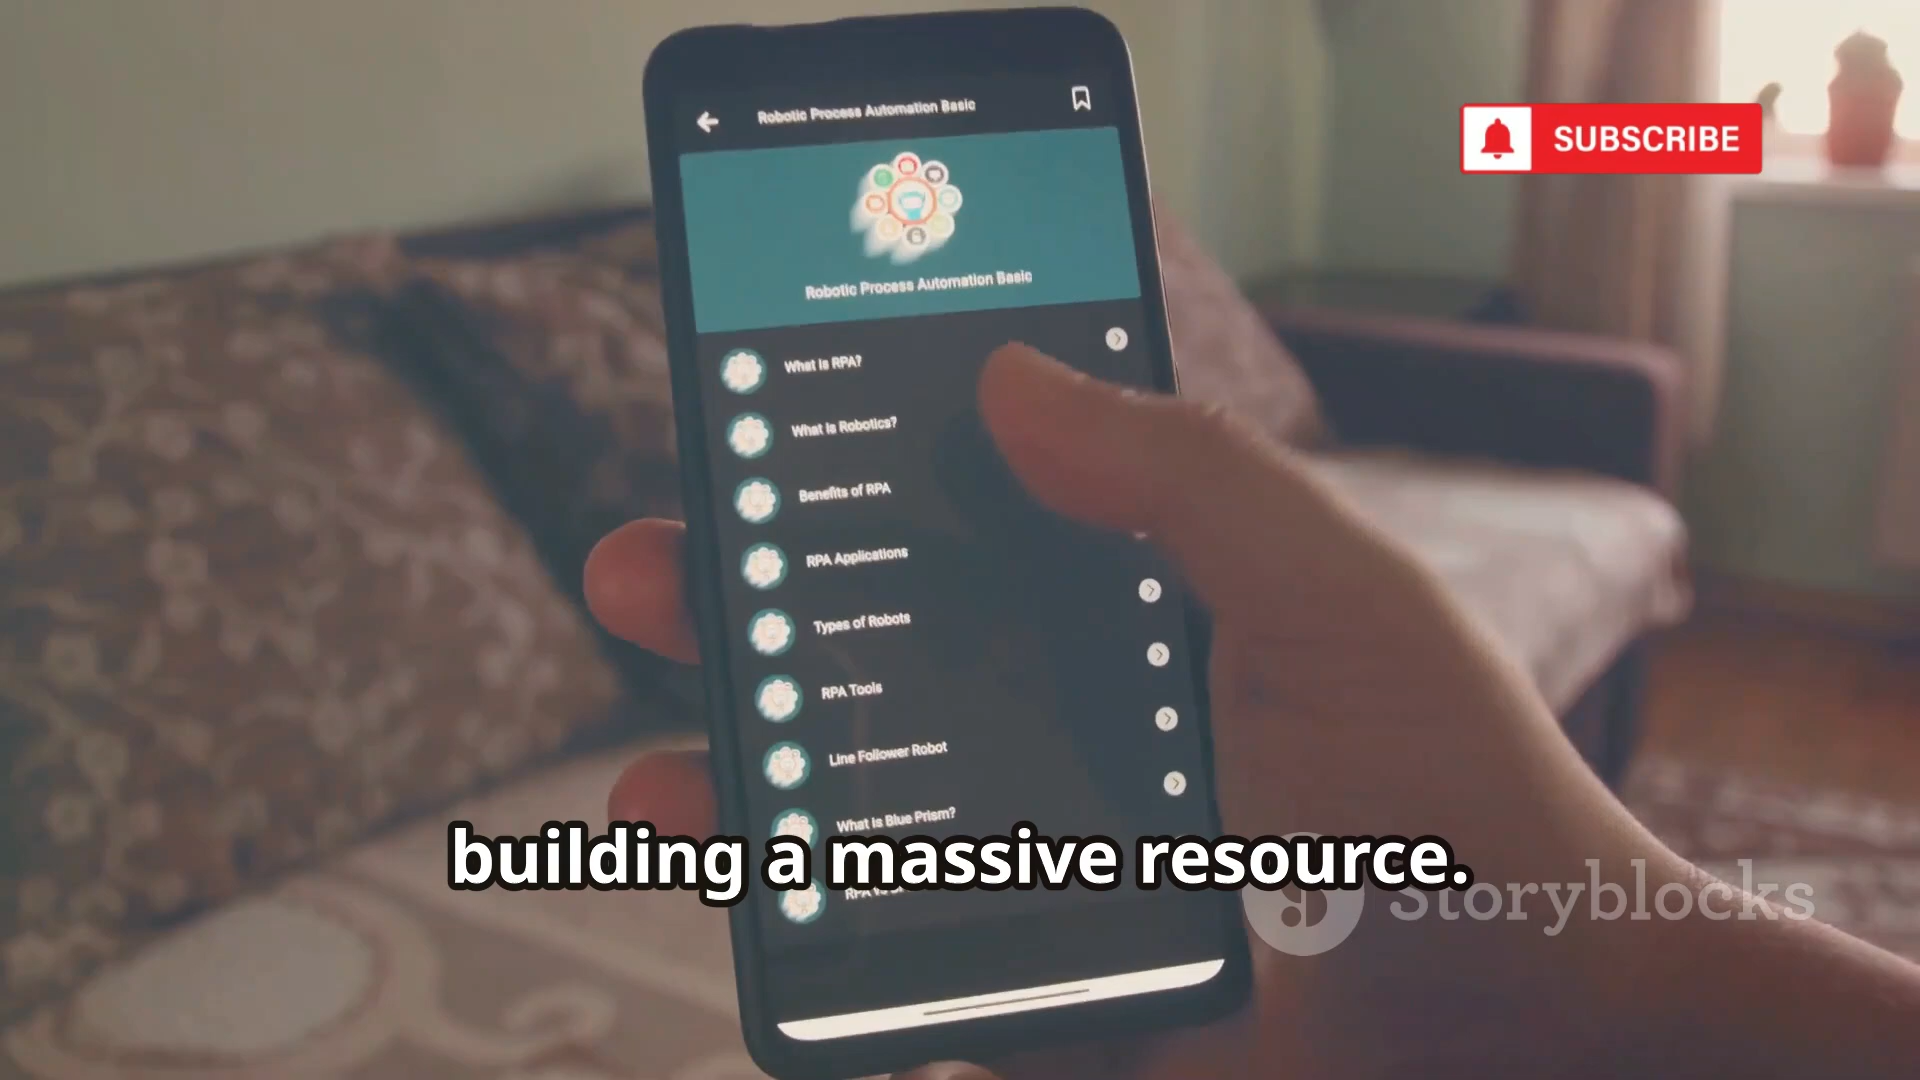 Robotic Process Automation Basic
SUBSCRIBE
Robotic Process Automation Basic
What is RPA?
What is Robotics?
Benefits of RPA
RPA Applications
Types of Robots
RPA Tools
Line Follower Robot
What is Blue Prism?
building a massive resource.
RPA
Storyblocks